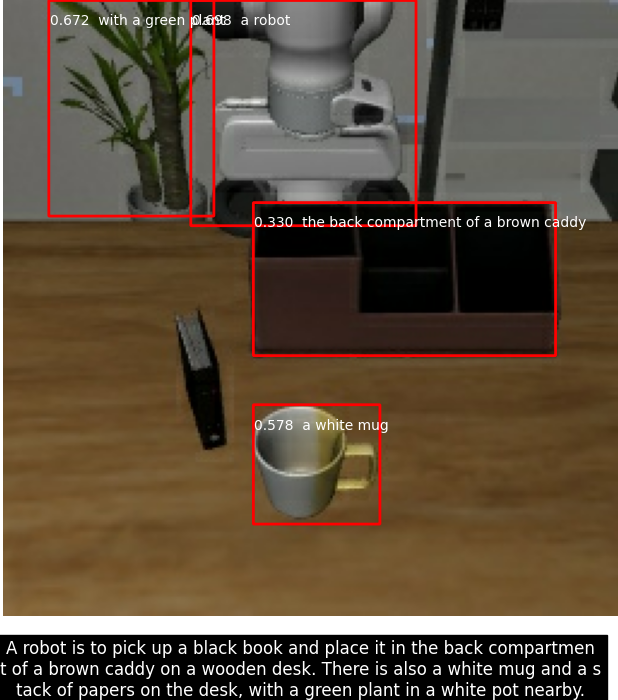 0.672  with a green plant
0.698  a robot
0.330  the back compartment of a brown caddy
0.578  a white mug
A robot is to pick up a black book and place it in the back compartmen
t of a brown caddy on a wooden desk. There is also a white mug and a s
tack of papers on the desk, with a green plant in a white pot nearby.